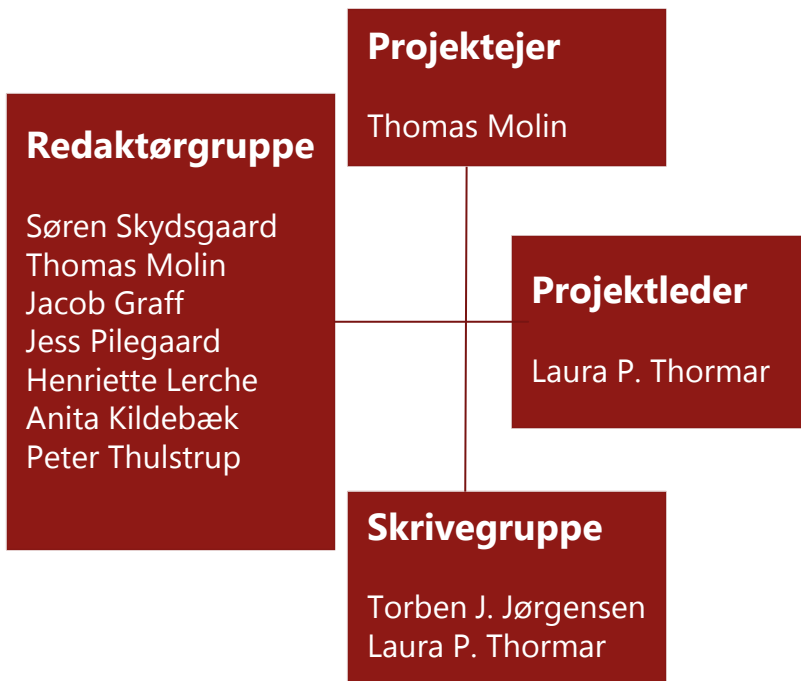 Projektejer
Thomas Molin
Redaktørgruppe
Søren Skydsgaard
Thomas Molin
Jacob Graff
Jess Pilegaard
Henriette Lerche
Anita Kildebæk
Peter Thulstrup
Projektleder
Laura P. Thormar
Skrivegruppe
Torben J. Jørgensen
Laura P. Thormar